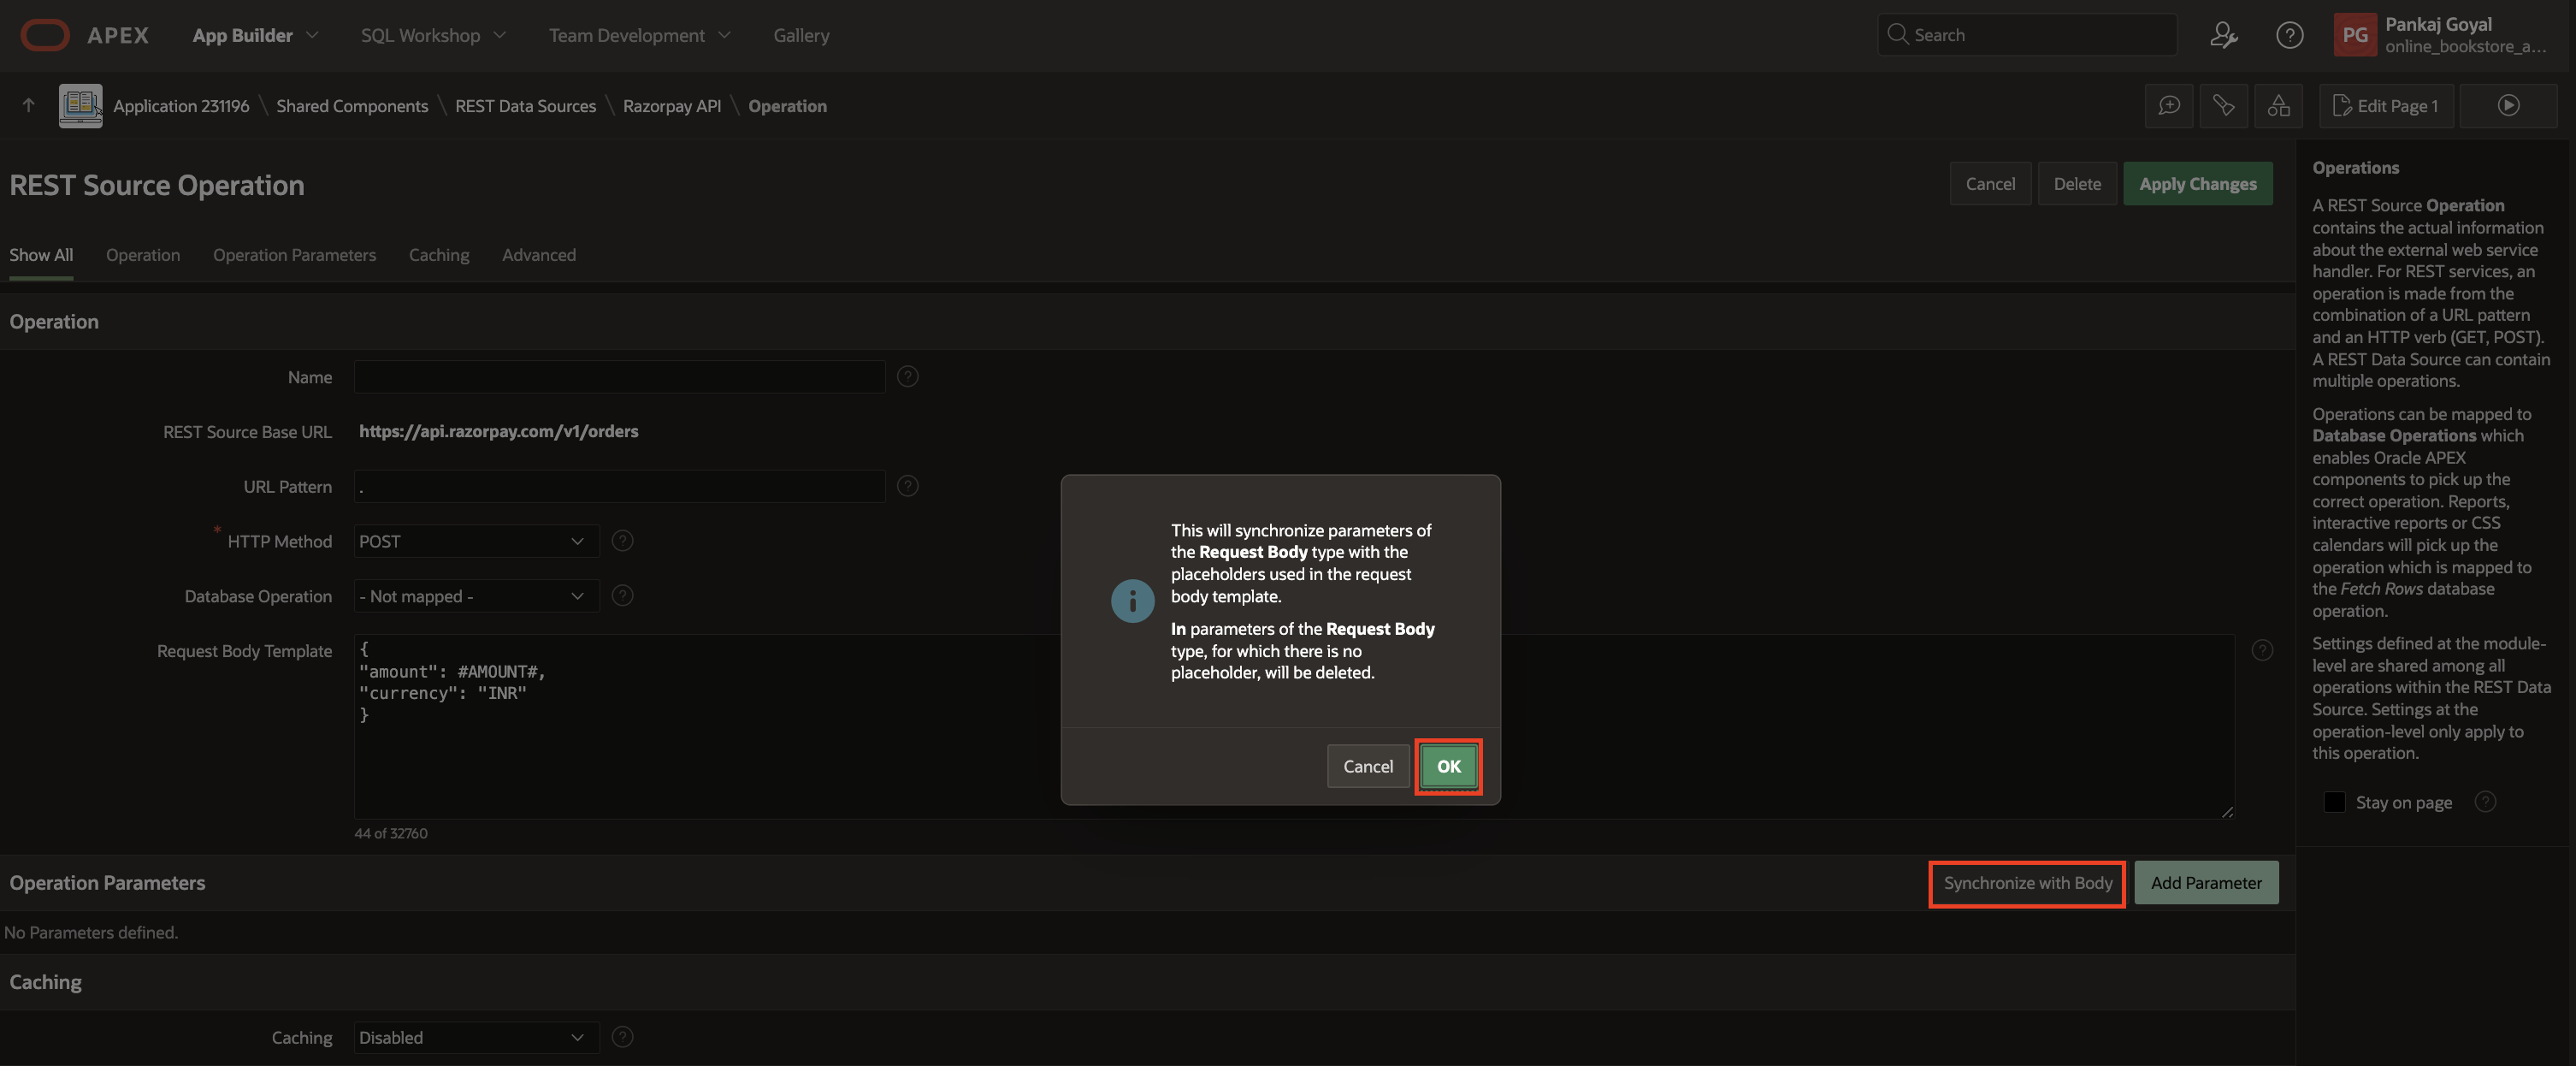 APEX
App Builder
SQL Workshop
Team Development
Gallery
Search
PG
Pankaj Goyal
online_bookstore_a...
Application 231196 \ Shared Components \ REST Data Sources \ Razorpay API \ Operation
Edit Page 1
REST Source Operation
Cancel
Delete
Apply Changes
Show All
Operation
Operation Parameters
Caching
Advanced
Operation
Name
REST Source Base URL
https://api.razorpay.com/v1/orders
URL Pattern
.
* HTTP Method
POST
Database Operation
- Not mapped -
Request Body Template
{
"amount": #AMOUNT#,
"currency": "INR"
}
44 of 32760
Operation Parameters
Synchronize with Body
Add Parameter
No Parameters defined.
Caching
Caching
Disabled
This will synchronize parameters of
the Request Body type with the
placeholders used in the request
body template.
In parameters of the Request Body
type, for which there is no
placeholder, will be deleted.
Cancel
OK
Operations
A REST Source Operation
contains the actual information
about the external web service
handler. For REST services, an
operation is made from the
combination of a URL pattern
and an HTTP verb (GET, POST).
A REST Data Source can contain
multiple operations.
Operations can be mapped to
Database Operations which
enables Oracle APEX
components to pick up the
correct operation. Reports,
interactive reports or CSS
calendars will pick up the
operation which is mapped to
the Fetch Rows database
operation.
Settings defined at the module-
level are shared among all
operations within the REST Data
Source. Settings at the
operation-level only apply to
this operation.
Stay on page